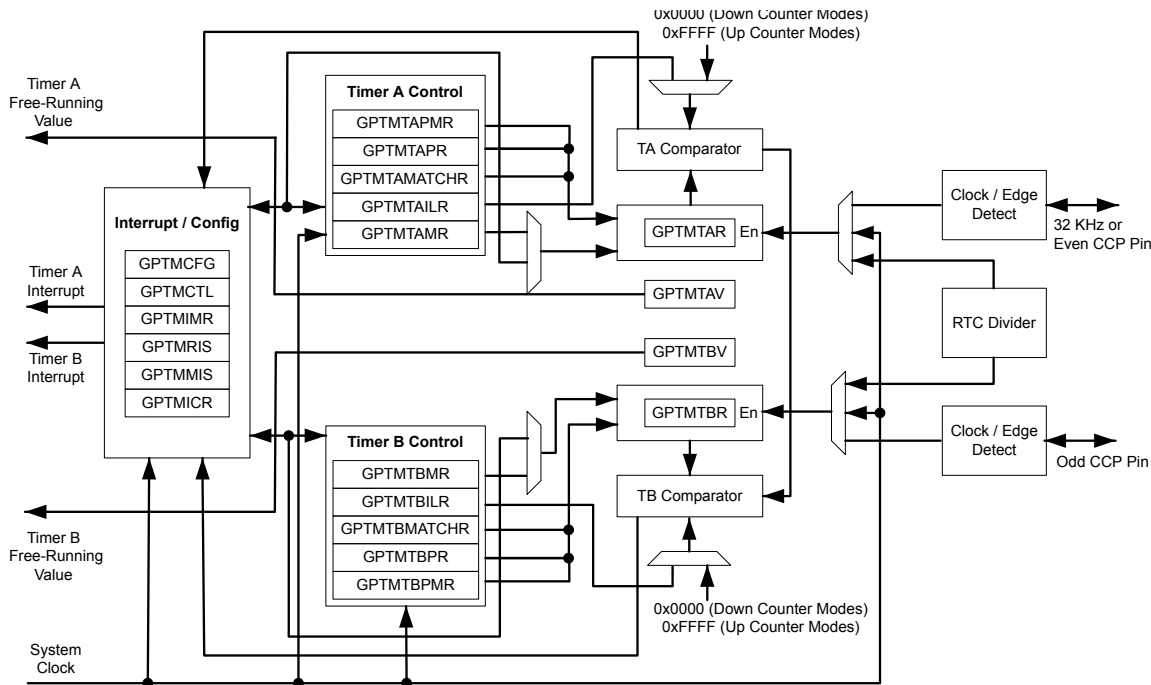 0x0000 (Down Counter Modes)
0xFFFF (Up Counter Modes)
Timer A
Free-Running
Value
Timer A Control
GPTMTAPMR
GPTMTAPR
GPTMTAMATCHR
GPTMTAILR
GPTMTAMR
TA Comparator
Clock / Edge
Detect
32 KHz or
Even CCP Pin
Interrupt / Config
GPTMCFG
GPTMCTL
GPTMIMR
GPTMRIS
GPTMMIS
GPTMICR
GPTMTAR
En
Timer A
Interrupt
GPTMTAV
RTC Divider
Timer B
Interrupt
GPTMTBV
GPTMTBR
En
Timer B Control
GPTMTBMR
GPTMTBILR
GPTMTBMATCHR
GPTMTBPR
GPTMTBPMR
Clock / Edge
Detect
Odd CCP Pin
TB Comparator
Timer B
Free-Running
Value
0x0000 (Down Counter Modes)
0xFFFF (Up Counter Modes)
System
Clock